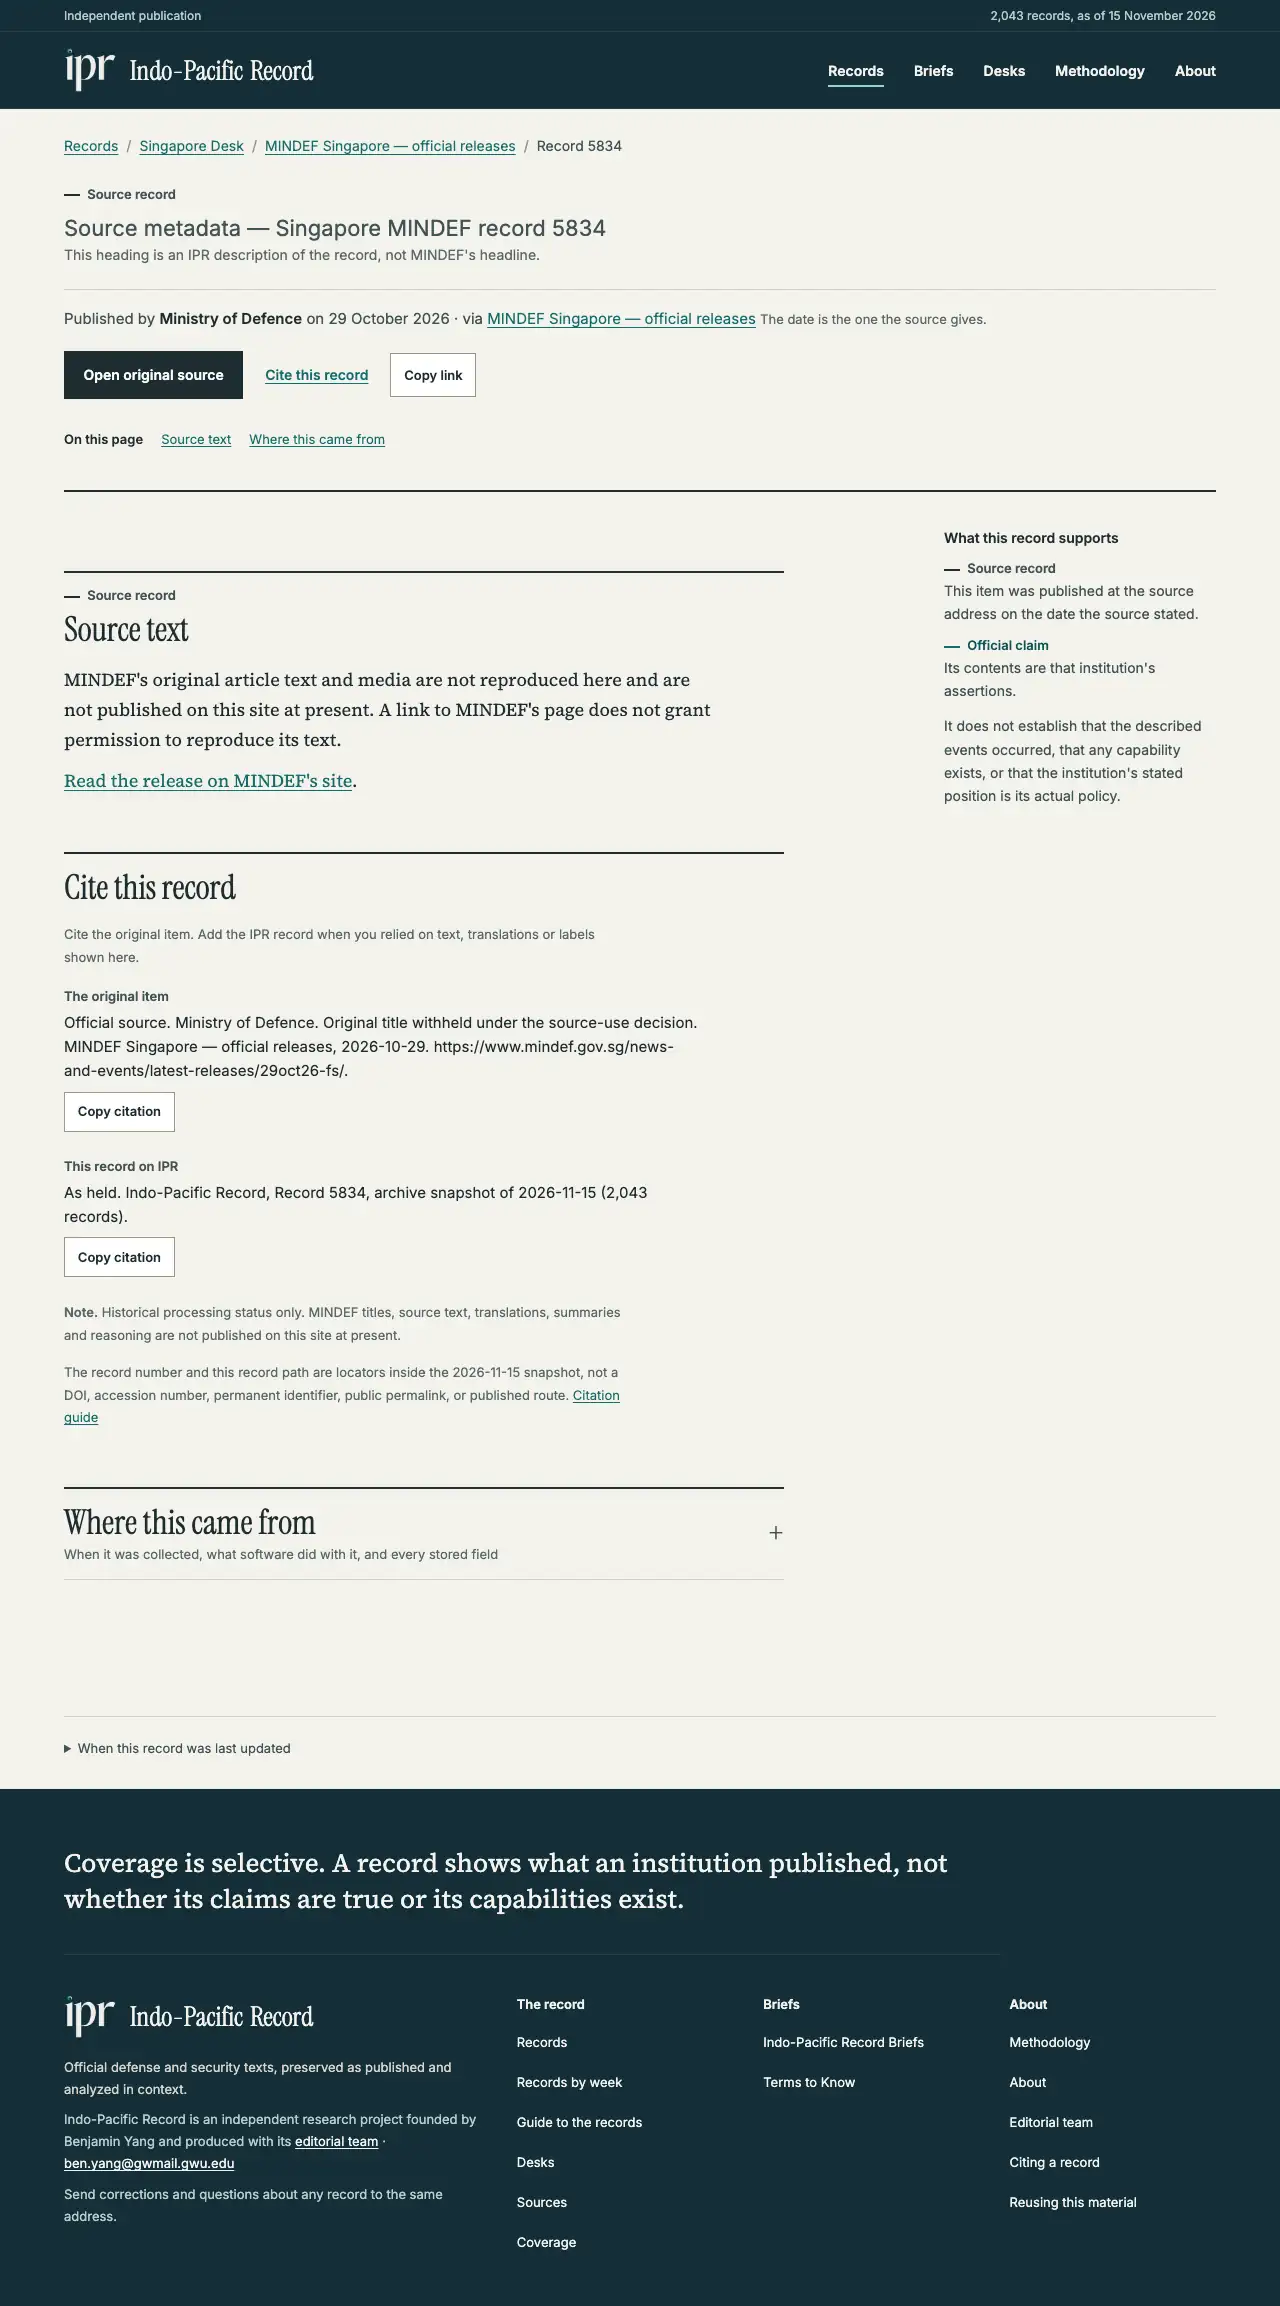 Independent publication
2,043 records, as of 15 November 2026
ipr Indo-Pacific Record
Records Briefs Desks Methodology About
Records / Singapore Desk / MINDEF Singapore — official releases / Record 5834
Source record
Source metadata — Singapore MINDEF record 5834
This heading is an IPR description of the record, not MINDEF's headline.
Published by Ministry of Defence on 29 October 2026 · via MINDEF Singapore — official releases The date is the one the source gives.
Open original source Cite this record Copy link
On this page Source text Where this came from
Source record
Source text
MINDEF's original article text and media are not reproduced here and are
not published on this site at present. A link to MINDEF's page does not grant
permission to reproduce its text.
Read the release on MINDEF's site.
What this record supports
Source record
This item was published at the source
address on the date the source stated.
Official claim
Its contents are that institution's
assertions.
It does not establish that the described
events occurred, that any capability
exists, or that the institution's stated
position is its actual policy.
Cite this record
Cite the original item. Add the IPR record when you relied on text, translations or labels
shown here.
The original item
Official source. Ministry of Defence. Original title withheld under the source-use decision.
MINDEF Singapore — official releases, 2026-10-29. https://www.mindef.gov.sg/news-
and-events/latest-releases/29oct26-fs/.
Copy citation
This record on IPR
As held. Indo-Pacific Record, Record 5834, archive snapshot of 2026-11-15 (2,043
records).
Copy citation
Note. Historical processing status only. MINDEF titles, source text, translations, summaries
and reasoning are not published on this site at present.
The record number and this record path are locators inside the 2026-11-15 snapshot, not a
DOI, accession number, permanent identifier, public permalink, or published route. Citation
guide
Where this came from
When it was collected, what software did with it, and every stored field
When this record was last updated
Coverage is selective. A record shows what an institution published, not
whether its claims are true or its capabilities exist.
ipr Indo-Pacific Record
Official defense and security texts, preserved as published and
analyzed in context.
Indo-Pacific Record is an independent research project founded by
Benjamin Yang and produced with its editorial team ·
ben.yang@gwmail.gwu.edu
Send corrections and questions about any record to the same
address.
The record
Records
Records by week
Guide to the records
Desks
Sources
Coverage
Briefs
Indo-Pacific Record Briefs
Terms to Know
About
Methodology
About
Editorial team
Citing a record
Reusing this material